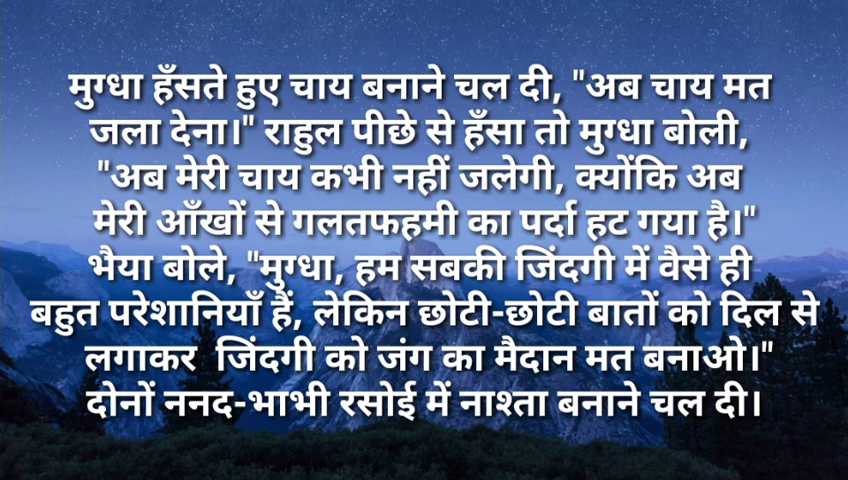 मुग्धा हँसते हुए चाय बनाने चल दी, "अब चाय मत
जला देना।" राहुल पीछे से हँसा तो मुग्धा बोली,
"अब मेरी चाय कभी नहीं जलेगी, क्योंकि अब
मेरी आँखों से गलतफहमी का पर्दा हट गया है।"
भैया बोले, "मुग्धा, हम सबकी जिंदगी में वैसे ही
बहुत परेशानियाँ हैं, लेकिन छोटी-छोटी बातों को दिल से
लगाकर जिंदगी को जंग का मैदान मत बनाओ।"
दोनों ननद-भाभी रसोई में नाश्ता बनाने चल दी।